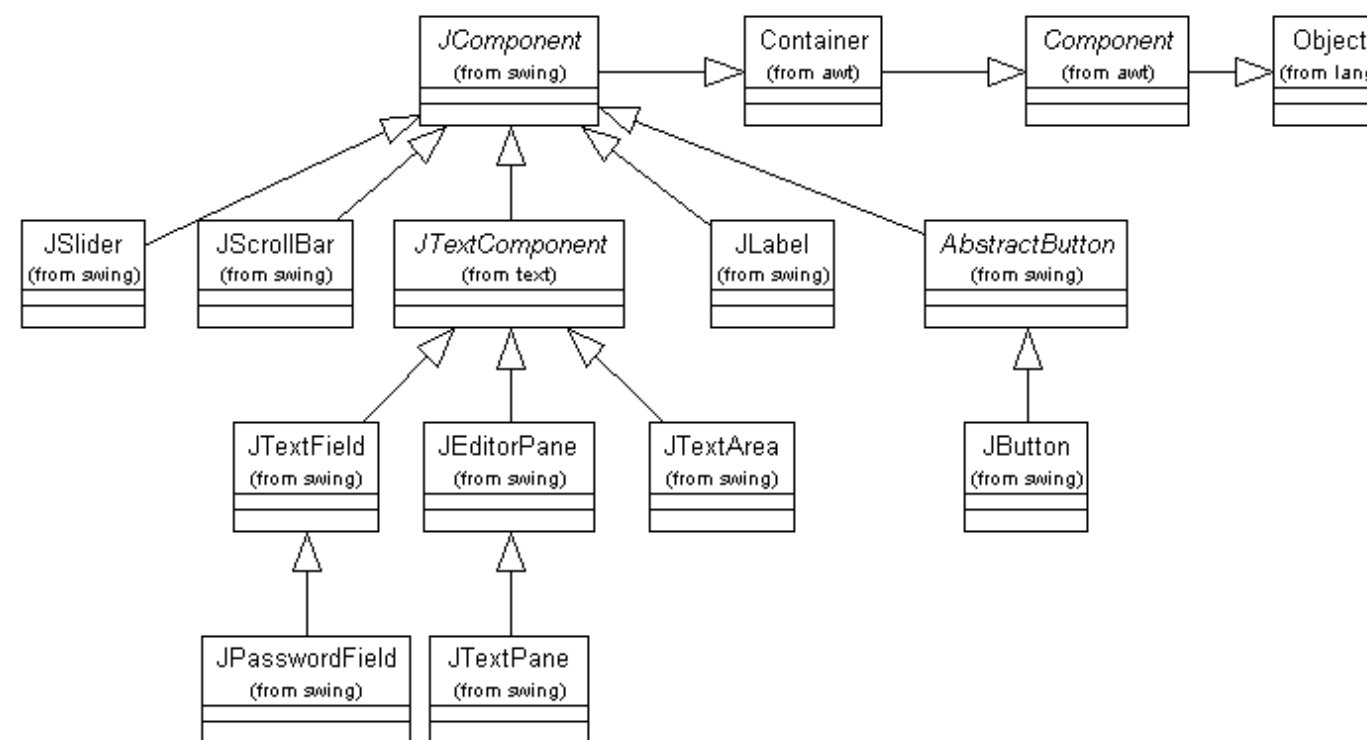 JComponent
(from swing)
Container
(from awt)
Component
(from awt)
Object
(from lang
JSlider
(from swing)
JScrollBar
(from swing)
JTextComponent
(from text)
JLabel
(from swing)
AbstractButton
(from swing)
JTextField
(from swing)
JEditorPane
(from swing)
JTextArea
(from swing)
JButton
(from swing)
JPasswordField
(from swing)
JTextPane
(from swing)